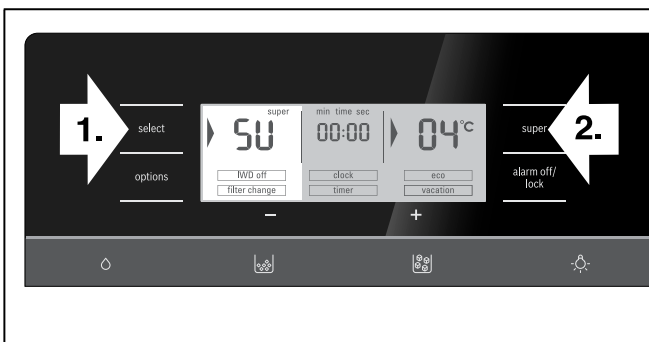 1.
select
options
super
SU
IWD off
filter change
min time sec
00:00
clock
timer
04°C
eco
vacation
super
2.
alarm off/
lock
−
+